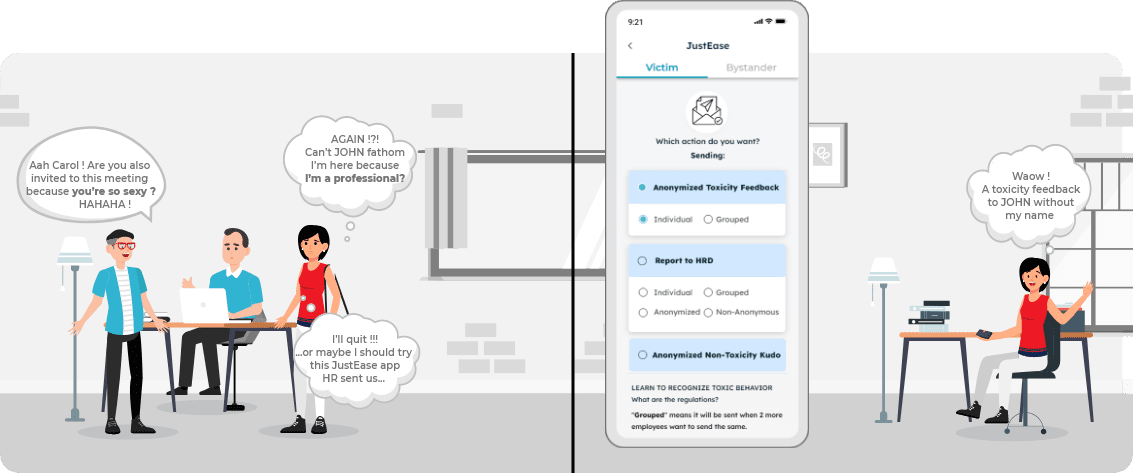 Aah Carol ! Are you also
invited to this meeting
because you're so sexy ?
HAHAHA !
AGAIN !?!
Can't JOHN fathom
I'm here because
I'm a professional?
I'll quit !!!
...or maybe I should try
this JustEase app
HR sent us...
9:21
JustEase
Victim
Bystander
Which action do you want?
Sending:
Anonymized Toxicity Feedback
Individual
Grouped
Report to HRD
Individual
Grouped
Anonymized
Non-Anonymous
Anonymized Non-Toxicity Kudo
LEARN TO RECOGNIZE TOXIC BEHAVIOR
What are the regulations?
"Grouped" means it will be sent when 2 more
employees want to send the same.
Waow !
A toxicity feedback
to JOHN without
my name